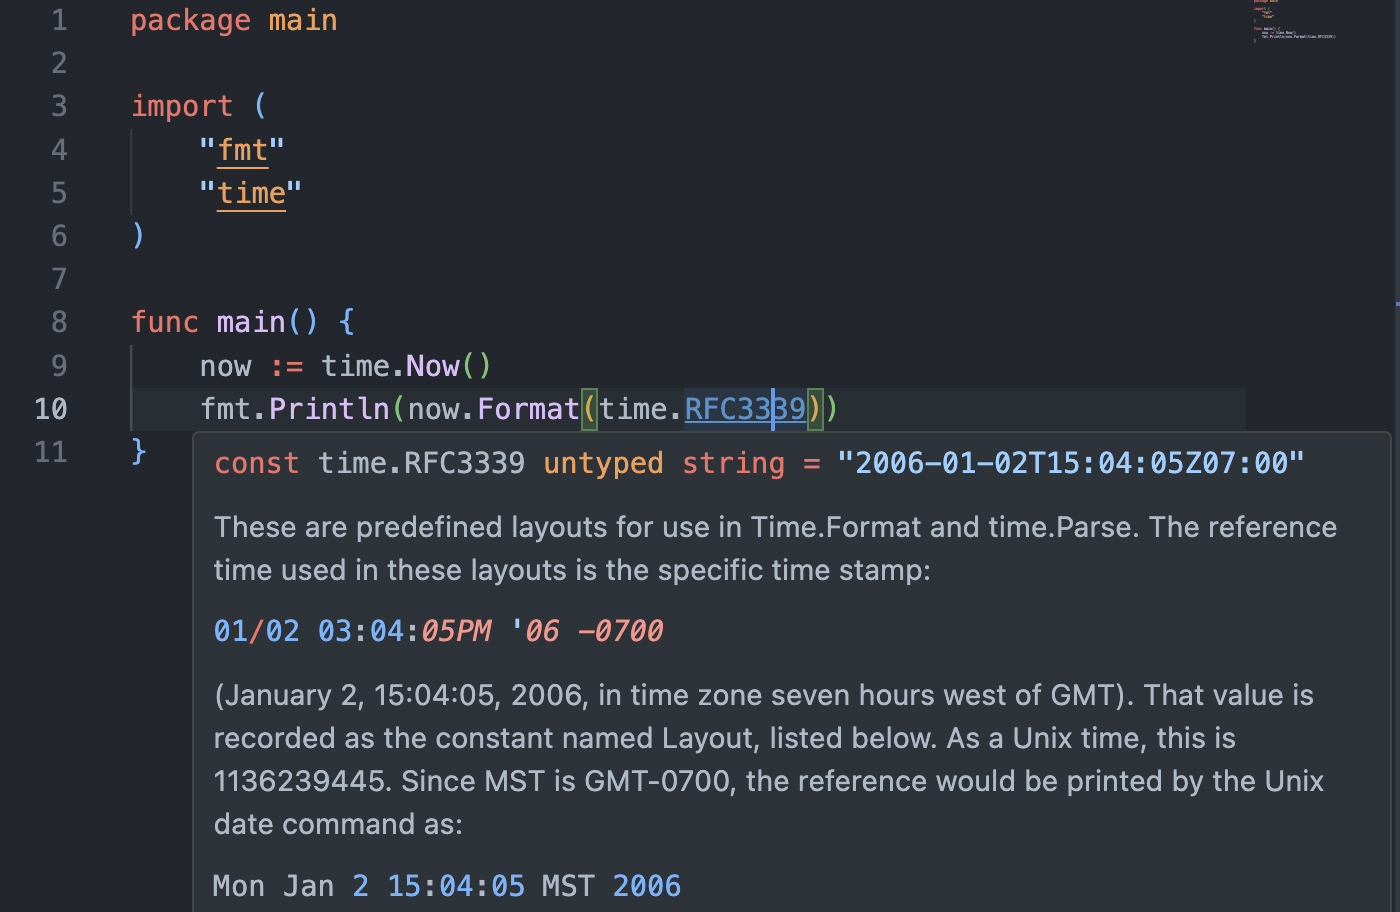 1 package main
2
3 import (
4 "fmt"
5 "time"
6 )
7
8 func main() {
9 now := time.Now()
10 fmt.Println(now.Format(time.RFC3339))
11 }
const time.RFC3339 untyped string = "2006-01-02T15:04:05Z07:00"
These are predefined layouts for use in Time.Format and time.Parse. The reference
time used in these layouts is the specific time stamp:
01/02 03:04:05PM '06 -0700
(January 2, 15:04:05, 2006, in time zone seven hours west of GMT). That value is
recorded as the constant named Layout, listed below. As a Unix time, this is
1136239445. Since MST is GMT-0700, the reference would be printed by the Unix
date command as:
Mon Jan 2 15:04:05 MST 2006